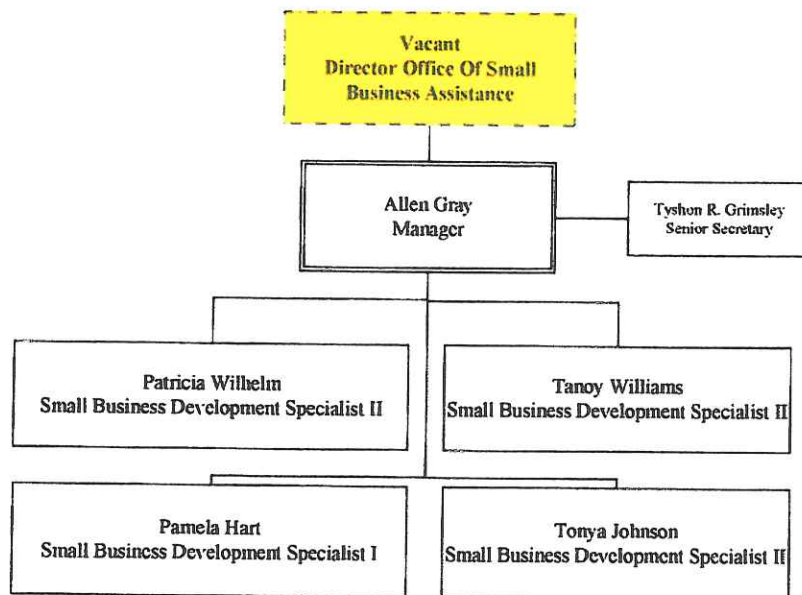 Vacant
Director Office Of Small
Business Assistance
Allen Gray
Manager
Tyshon R. Grimsley
Senior Secretary
Patricia Wilhelm
Small Business Development Specialist II
Tanoy Williams
Small Business Development Specialist II
Pamela Hart
Small Business Development Specialist I
Tonya Johnson
Small Business Development Specialist II